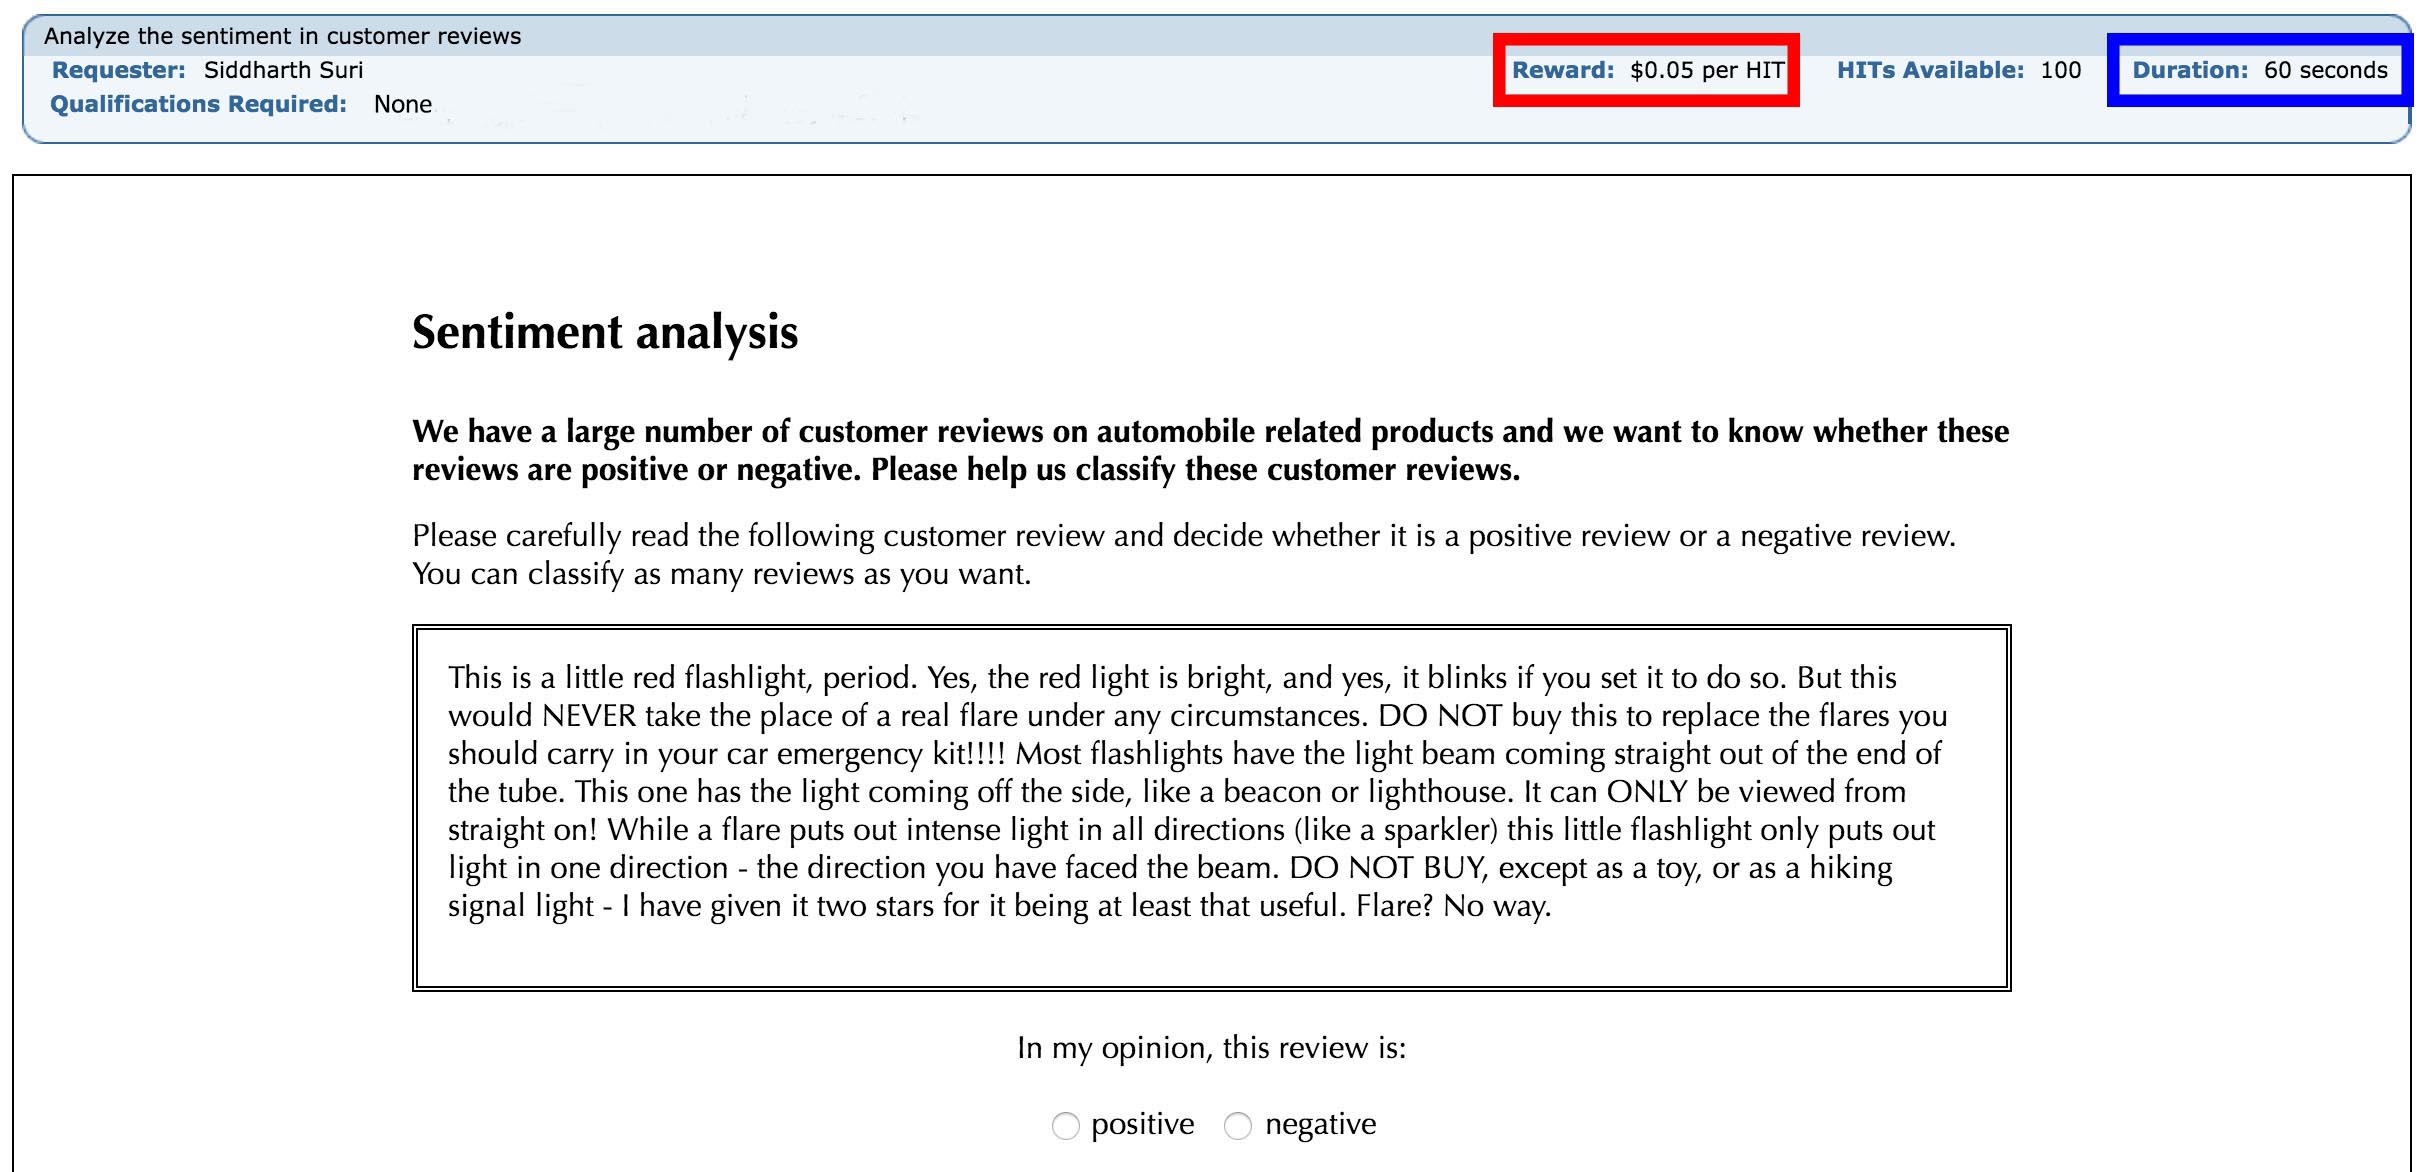 Analyze the sentiment in customer reviews
Requester: Siddharth Suri Reward: $0.05 per HIT HITs Available: 100 Duration: 60 seconds
Qualifications Required: None
Sentiment analysis
We have a large number of customer reviews on automobile related products and we want to know whether these
reviews are positive or negative. Please help us classify these customer reviews.
Please carefully read the following customer review and decide whether it is a positive review or a negative review.
You can classify as many reviews as you want.
This is a little red flashlight, period. Yes, the red light is bright, and yes, it blinks if you set it to do so. But this
would NEVER take the place of a real flare under any circumstances. DO NOT buy this to replace the flares you
should carry in your car emergency kit!!!! Most flashlights have the light beam coming straight out of the end of
the tube. This one has the light coming off the side, like a beacon or lighthouse. It can ONLY be viewed from
straight on! While a flare puts out intense light in all directions (like a sparkler) this little flashlight only puts out
light in one direction - the direction you have faced the beam. DO NOT BUY, except as a toy, or as a hiking
signal light - I have given it two stars for it being at least that useful. Flare? No way.
In my opinion, this review is:
positive negative